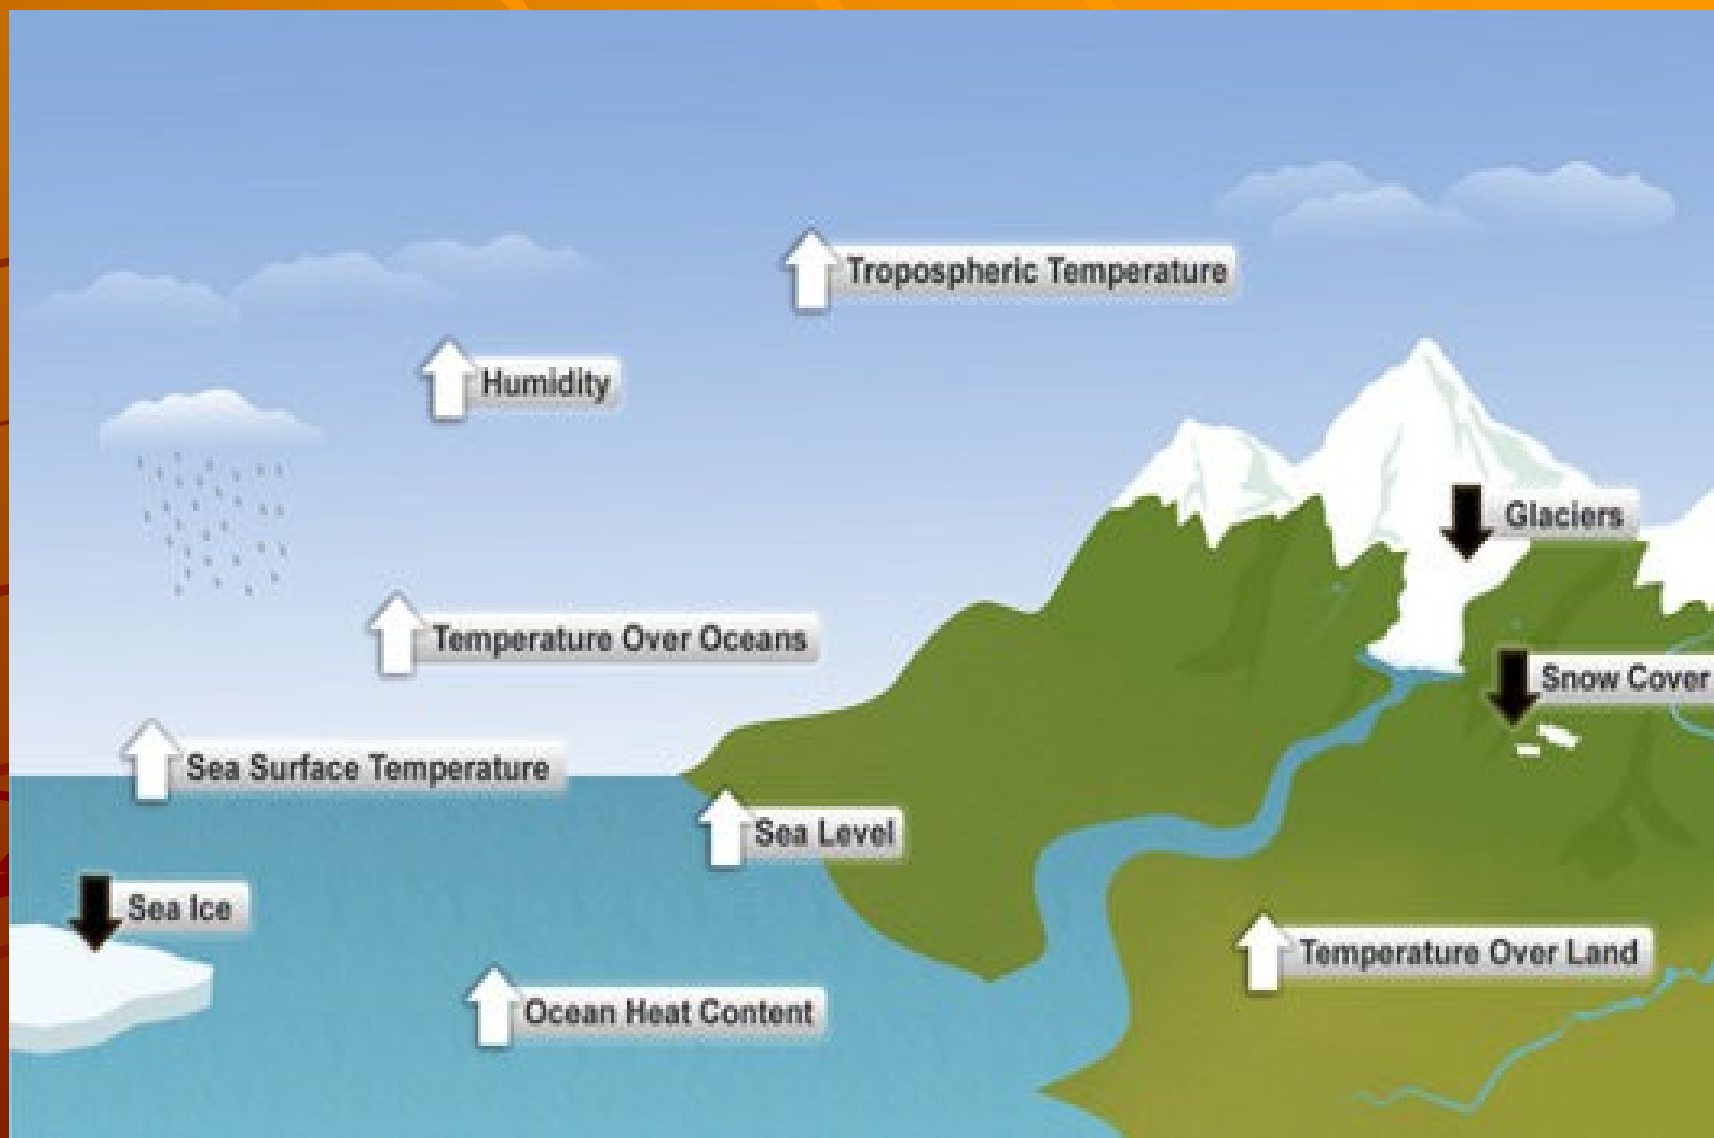 Tropospheric Temperature
Humidity
Glaciers
Temperature Over Oceans
Snow Cover
Sea Surface Temperature
Sea Level
Sea Ice
Temperature Over Land
Ocean Heat Content